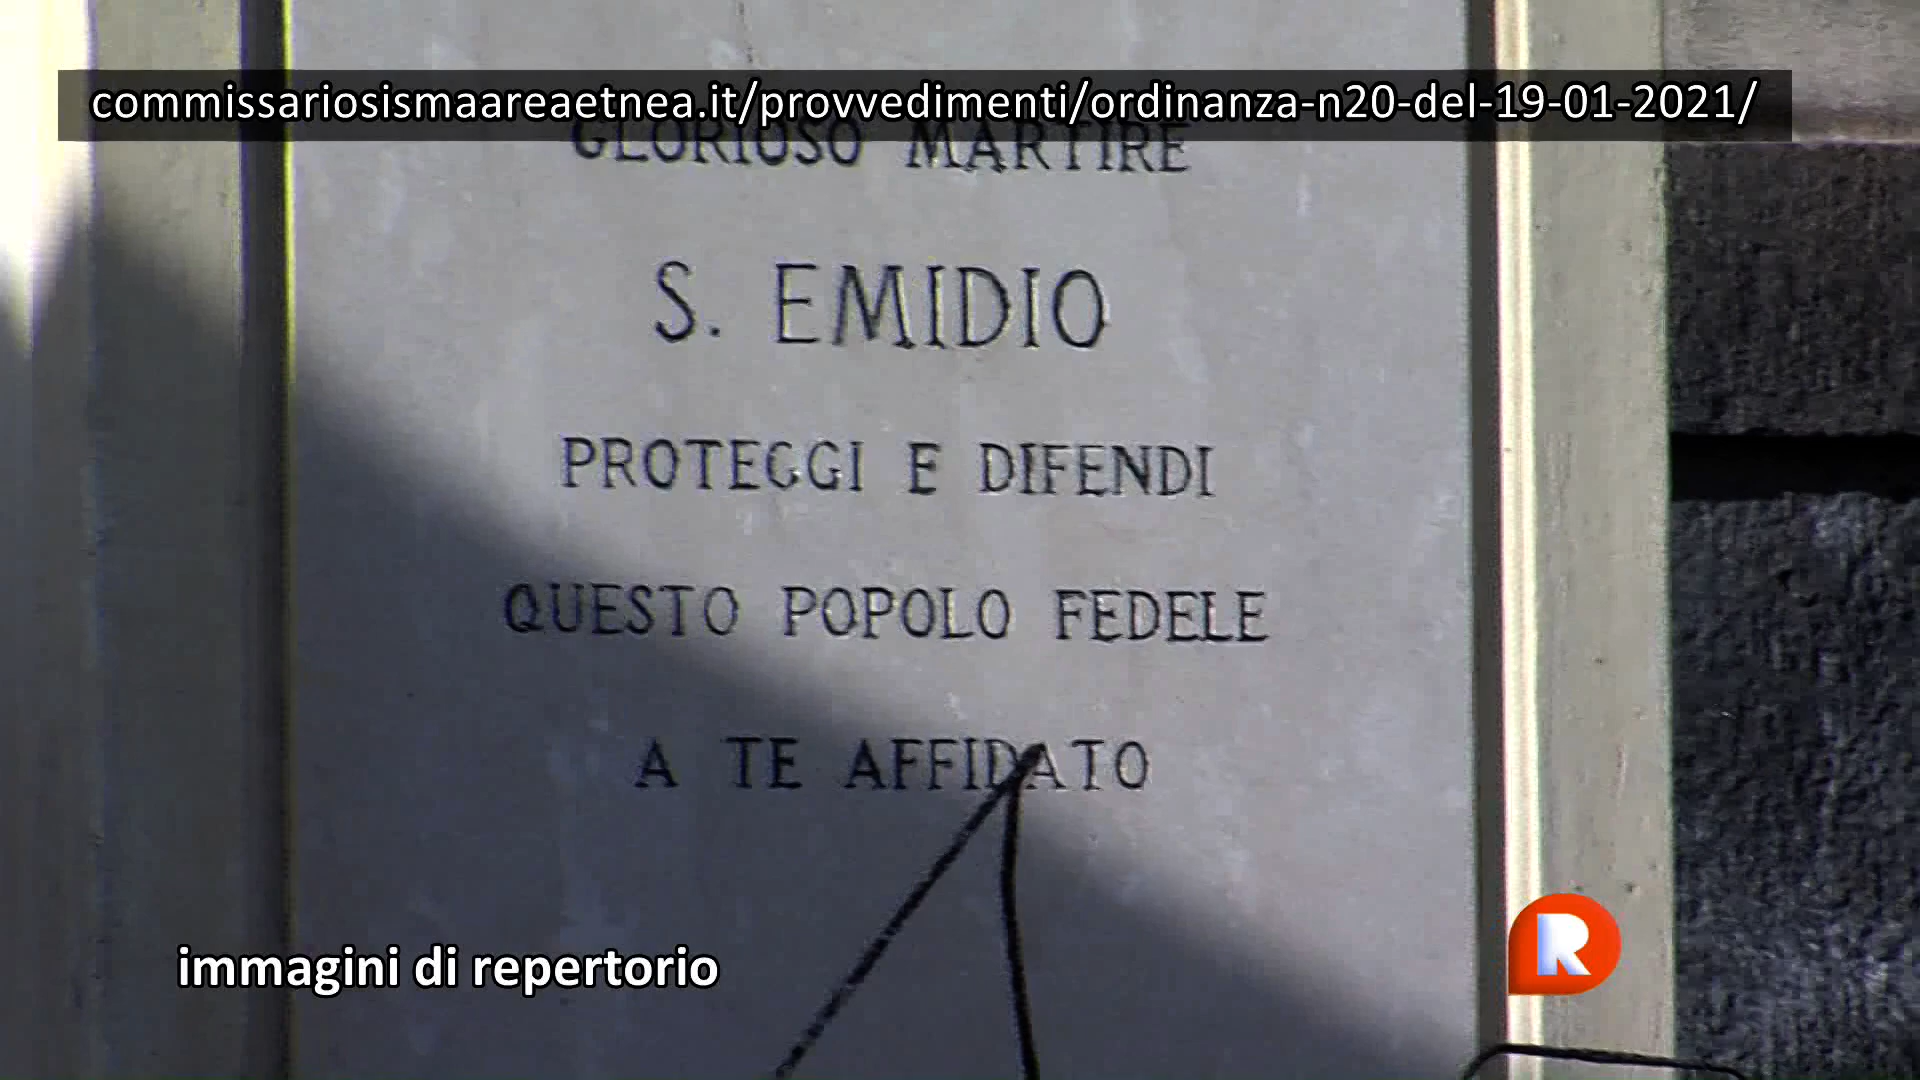 commissariosismaareaetnea.it/provvedimenti/ordinanza-n20-del-19-01-2021/
GLORIOSO MARTIRE
S. EMIDIO
PROTEGGI E DIFENDI
QUESTO POPOLO FEDELE
A TE AFFIDATO
immagini di repertorio
R